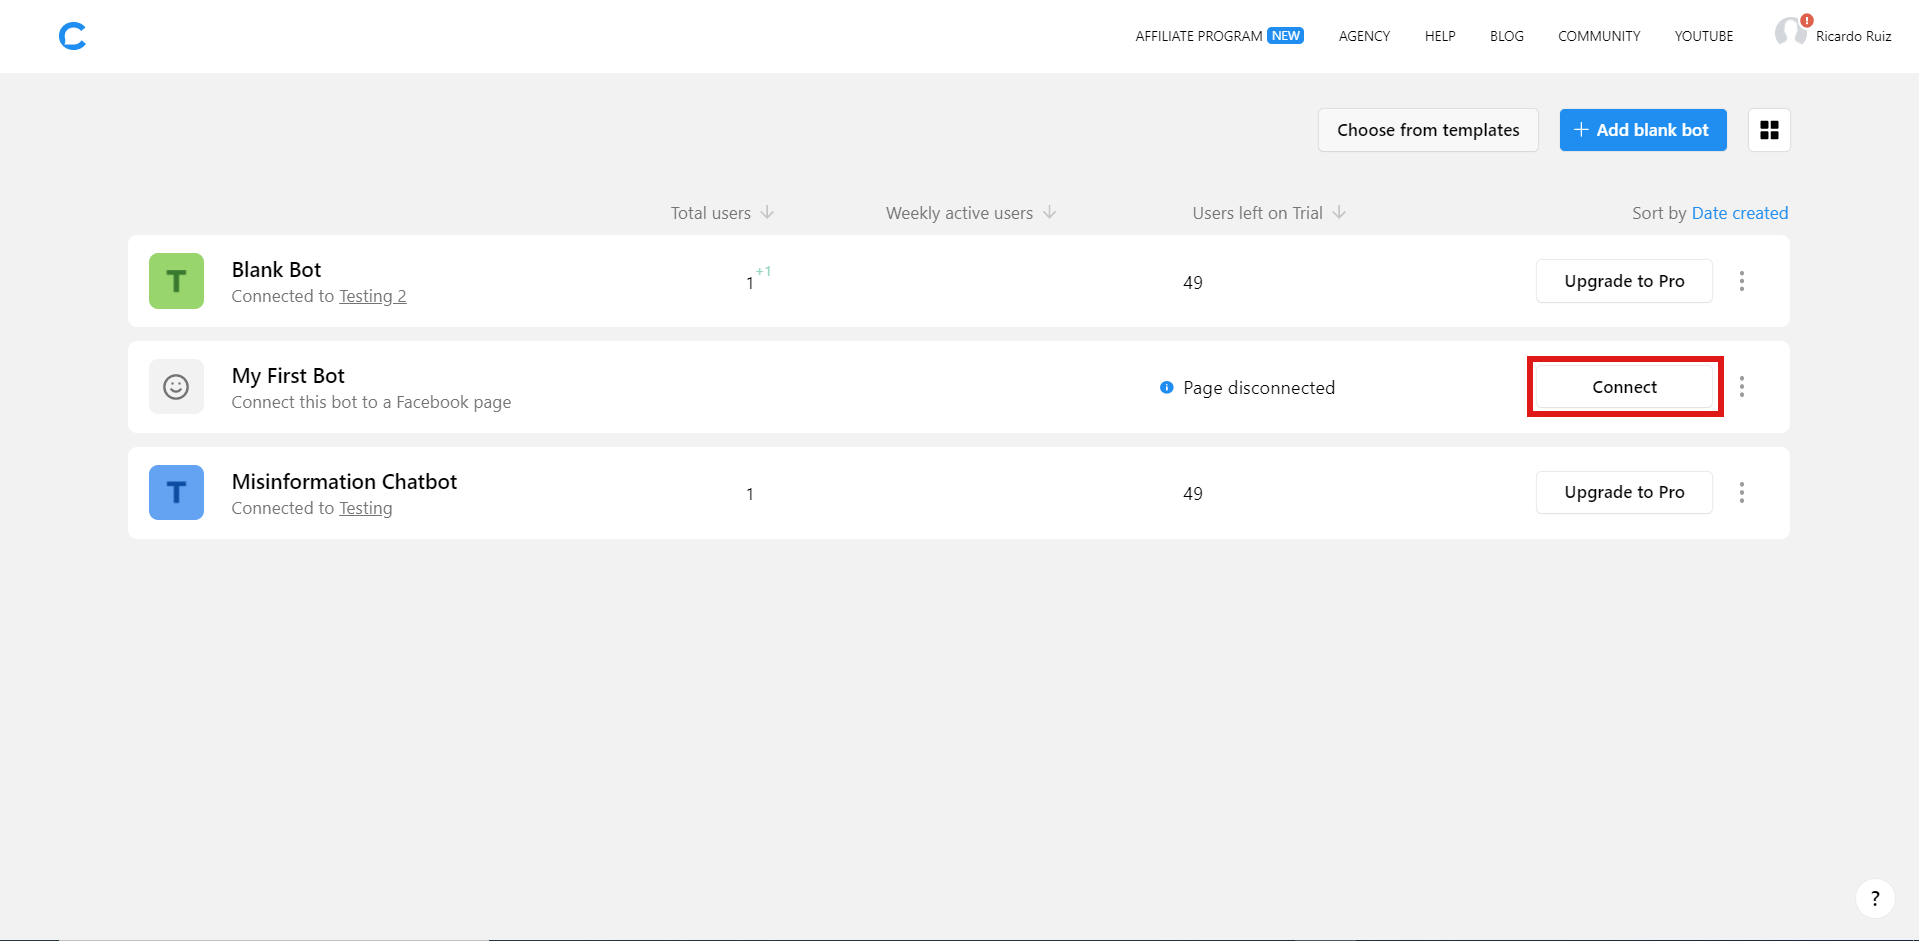 AFFILIATE PROGRAM NEW AGENCY HELP BLOG COMMUNITY YOUTUBE ! Ricardo Ruiz
Choose from templates + Add blank bot
Total users Weekly active users Users left on Trial Sort by Date created
T Blank Bot
Connected to Testing 2
1 +1 49 Upgrade to Pro
My First Bot
Connect this bot to a Facebook page
Page disconnected Connect
T Misinformation Chatbot
Connected to Testing
1 49 Upgrade to Pro
?